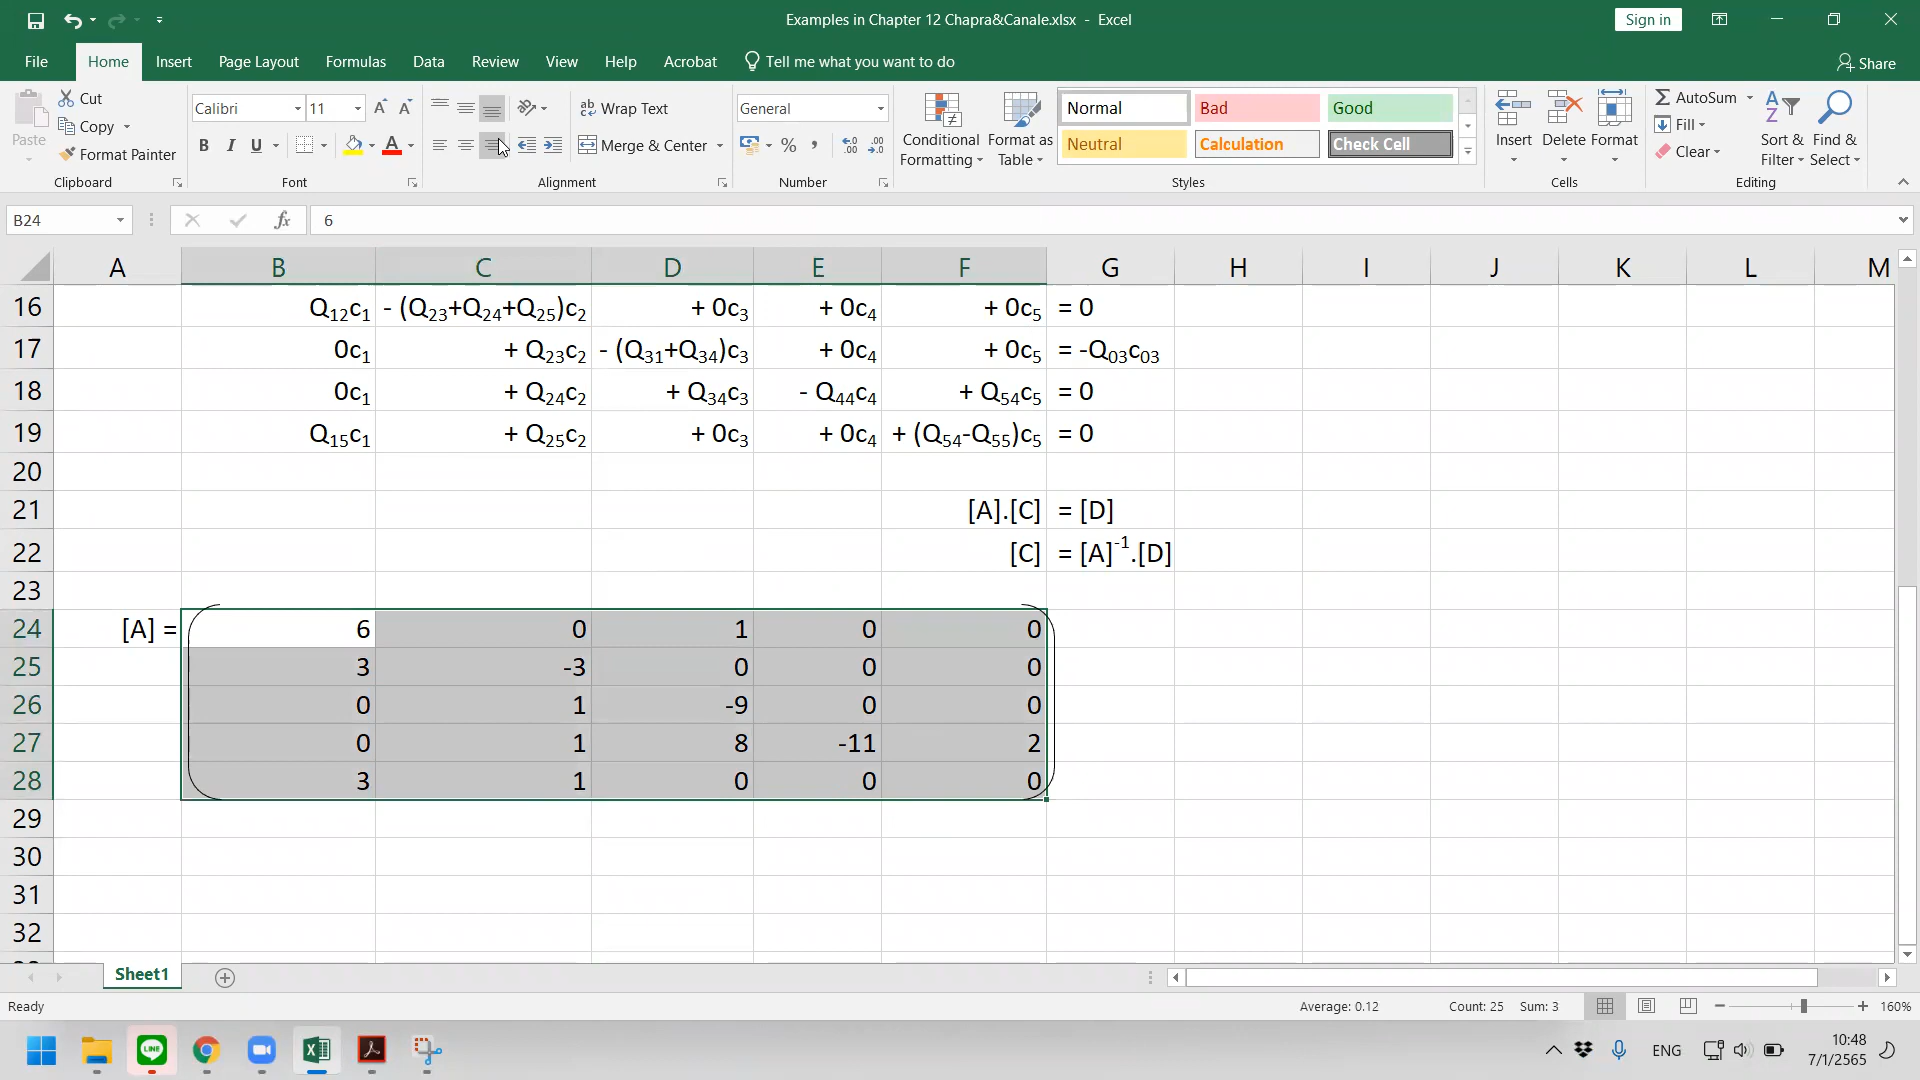 Examples in Chapter 12 Chapra&Canale.xlsx - Excel
Sign in
File Home Insert Page Layout Formulas Data Review View Help Acrobat Tell me what you want to do Share
Paste Cut Copy Format Painter Clipboard
Calibri 11 B I U A Font
Wrap Text Merge & Center Alignment
General % , Number
Conditional Formatting Format as Table
Normal Bad Good
Neutral Calculation Check Cell
Styles
Insert Delete Format
Cells
AutoSum Fill Clear Sort & Filter Find & Select
Editing
B24 fx 6
A B C D E F G H I J K L M
16 Q12c1 - (Q23+Q24+Q25)c2 + 0c3 + 0c4 + 0c5 = 0
17 0c1 + Q23c2 - (Q31+Q34)c3 + 0c4 + 0c5 = -Q03c03
18 0c1 + Q24c2 + Q34c3 - Q44c4 + Q54c5 = 0
19 Q15c1 + Q25c2 + 0c3 + 0c4 + (Q54-Q55)c5 = 0
20
21 [A].[C] = [D]
22 [C] = [A]-1.[D]
23
24 [A] = 6 0 1 0 0
25 3 -3 0 0 0
26 0 1 -9 0 0
27 0 1 8 -11 2
28 3 1 0 0 0
29
30
31
32
Sheet1
Ready Average: 0.12 Count: 25 Sum: 3 160%
LINE ENG 10:48
7/1/2565